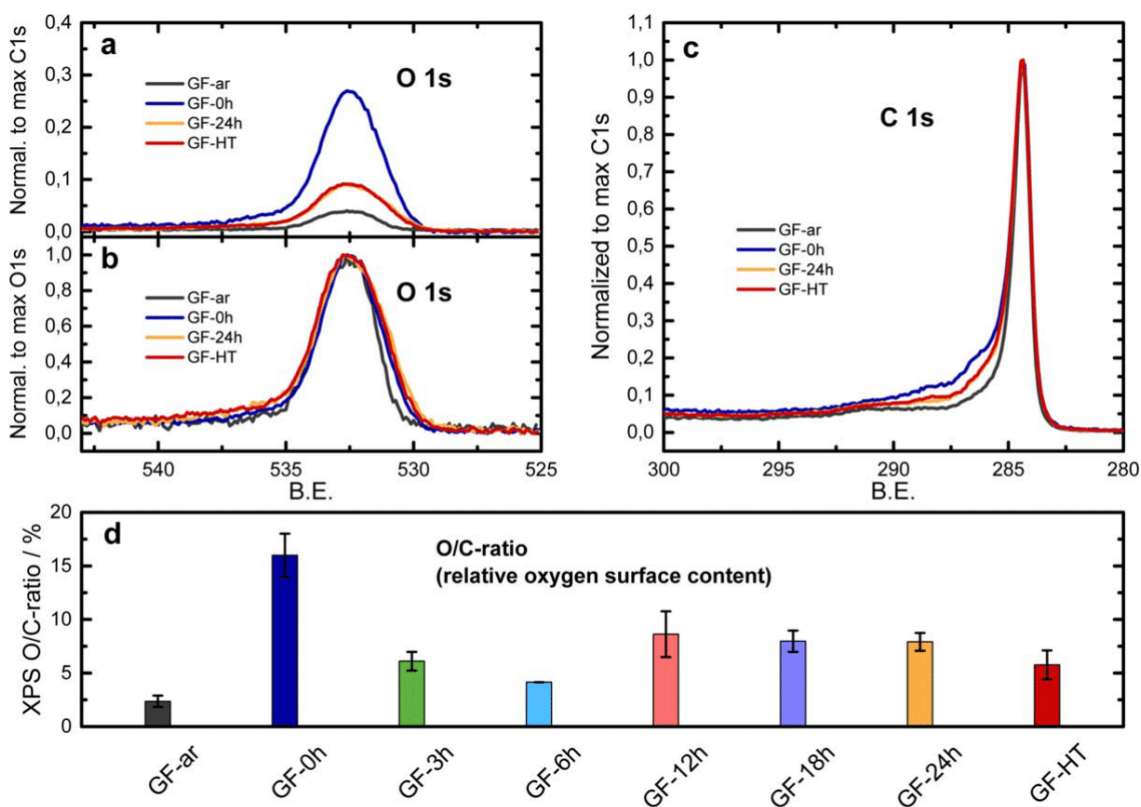 a
O 1s
GF-ar
GF-0h
GF-24h
GF-HT
Normal. to max C1s
0,4
0,3
0,2
0,1
0,0
b
O 1s
GF-ar
GF-0h
GF-24h
GF-HT
Normal. to max O1s
1,0
0,8
0,6
0,4
0,2
0,0
540
535
530
525
B.E.
c
C 1s
GF-ar
GF-0h
GF-24h
GF-HT
Normalized to max C1s
1,0
0,9
0,8
0,7
0,6
0,5
0,4
0,3
0,2
0,1
0,0
300
295
290
285
280
B.E.
d
O/C-ratio
(relative oxygen surface content)
XPS O/C-ratio / %
20
15
10
5
0
GF-ar
GF-0h
GF-3h
GF-6h
GF-12h
GF-18h
GF-24h
GF-HT